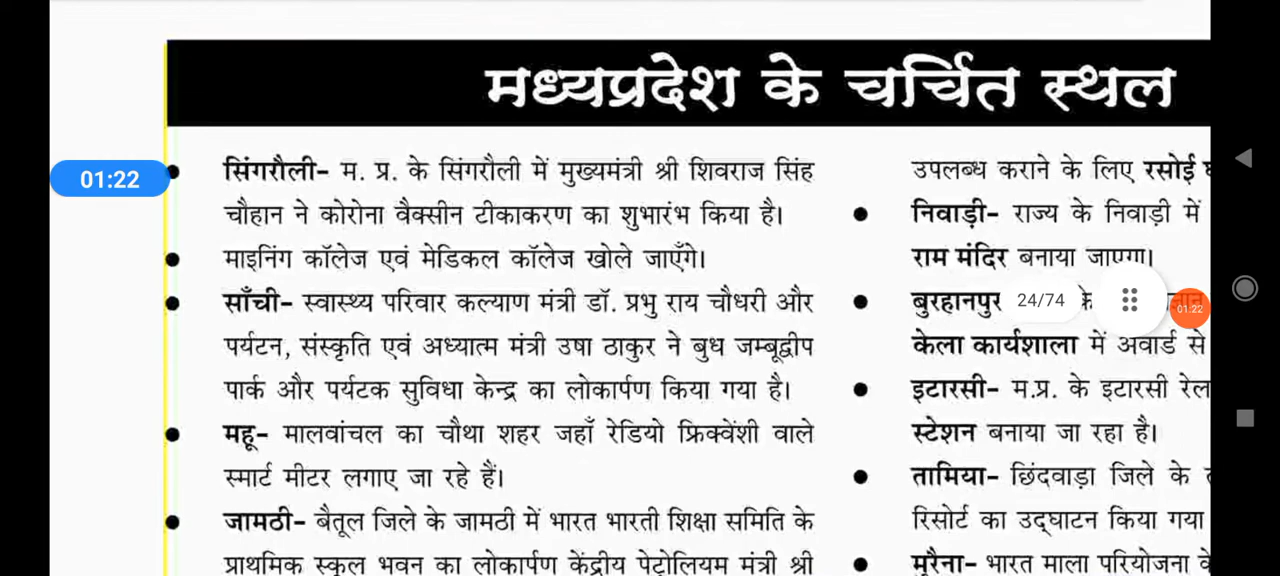 मध्यप्रदेश के चर्चित स्थल
01:22
• सिंगरौली- म. प्र. के सिंगरौली में मुख्यमंत्री श्री शिवराज सिंह
चौहान ने कोरोना वैक्सीन टीकाकरण का शुभारंभ किया है।
• माइनिंग कॉलेज एवं मेडिकल कॉलेज खोले जाएँगे।
• साँची- स्वास्थ्य परिवार कल्याण मंत्री डॉ. प्रभु राय चौधरी और
पर्यटन, संस्कृति एवं अध्यात्म मंत्री उषा ठाकुर ने बुध जम्बूद्वीप
पार्क और पर्यटक सुविधा केन्द्र का लोकार्पण किया गया है।
• महू- मालवांचल का चौथा शहर जहाँ रेडियो फ्रिक्वेंशी वाले
स्मार्ट मीटर लगाए जा रहे हैं।
• जामठी- बैतूल जिले के जामठी में भारत भारती शिक्षा समिति के
प्राथमिक स्कूल भवन का लोकार्पण केंद्रीय पेट्रोलियम मंत्री श्री
उपलब्ध कराने के लिए रसोई
• निवाड़ी- राज्य के निवाड़ी में
राम मंदिर बनाया जाएगा।
• बुरहानपुर
24/74
01:22
केला कार्यशाला में अवार्ड से
• इटारसी- म.प्र. के इटारसी रेल
स्टेशन बनाया जा रहा है।
• तामिया- छिंदवाड़ा जिले के
रिसोर्ट का उद्घाटन किया गया
• मुरैना- भारत माला परियोजना के